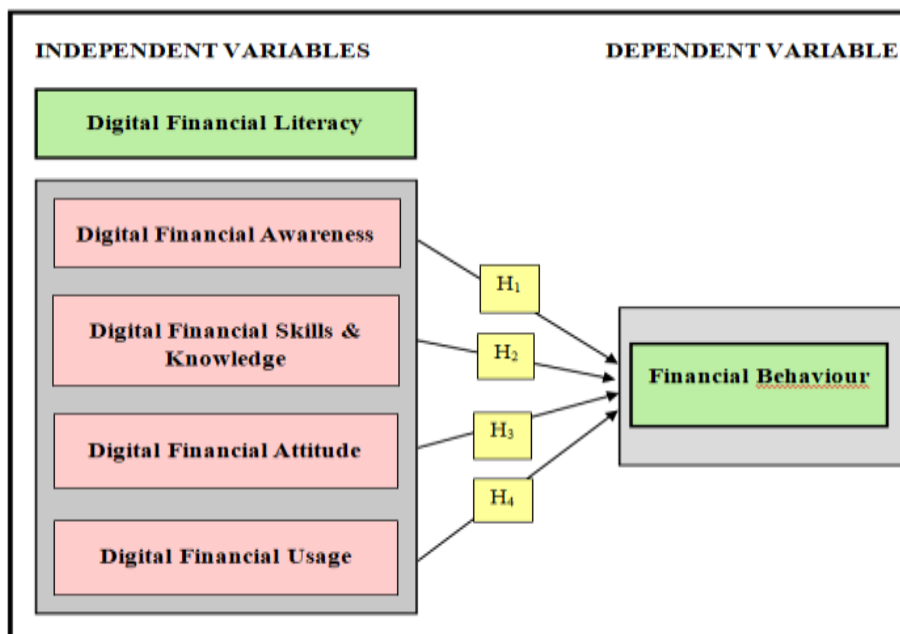 INDEPENDENT VARIABLES
DEPENDENT VARIABLE
Digital Financial Literacy
Digital Financial Awareness
H₁
Digital Financial Skills &
Knowledge
H₂
Financial Behaviour
Digital Financial Attitude
H₃
H₄
Digital Financial Usage